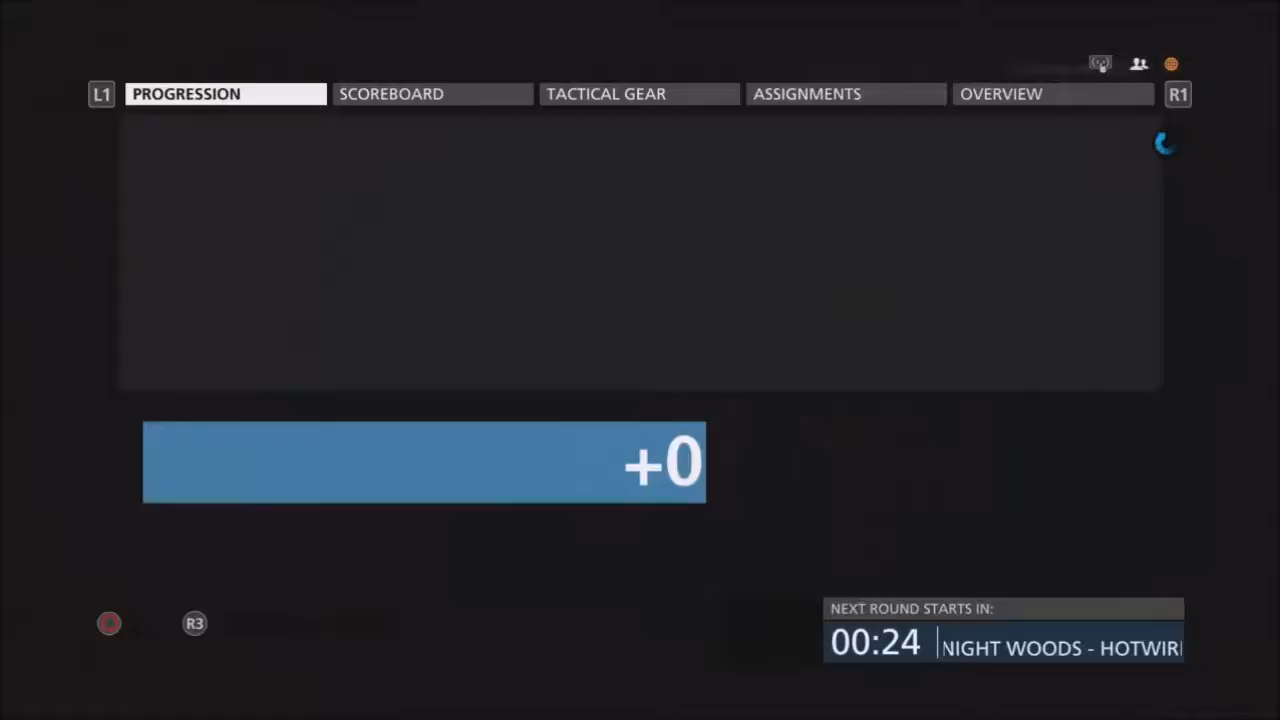 L1 PROGRESSION SCOREBOARD TACTICAL GEAR ASSIGNMENTS OVERVIEW R1
+0
R3
NEXT ROUND STARTS IN:
00:24 NIGHT WOODS - HOTWIR